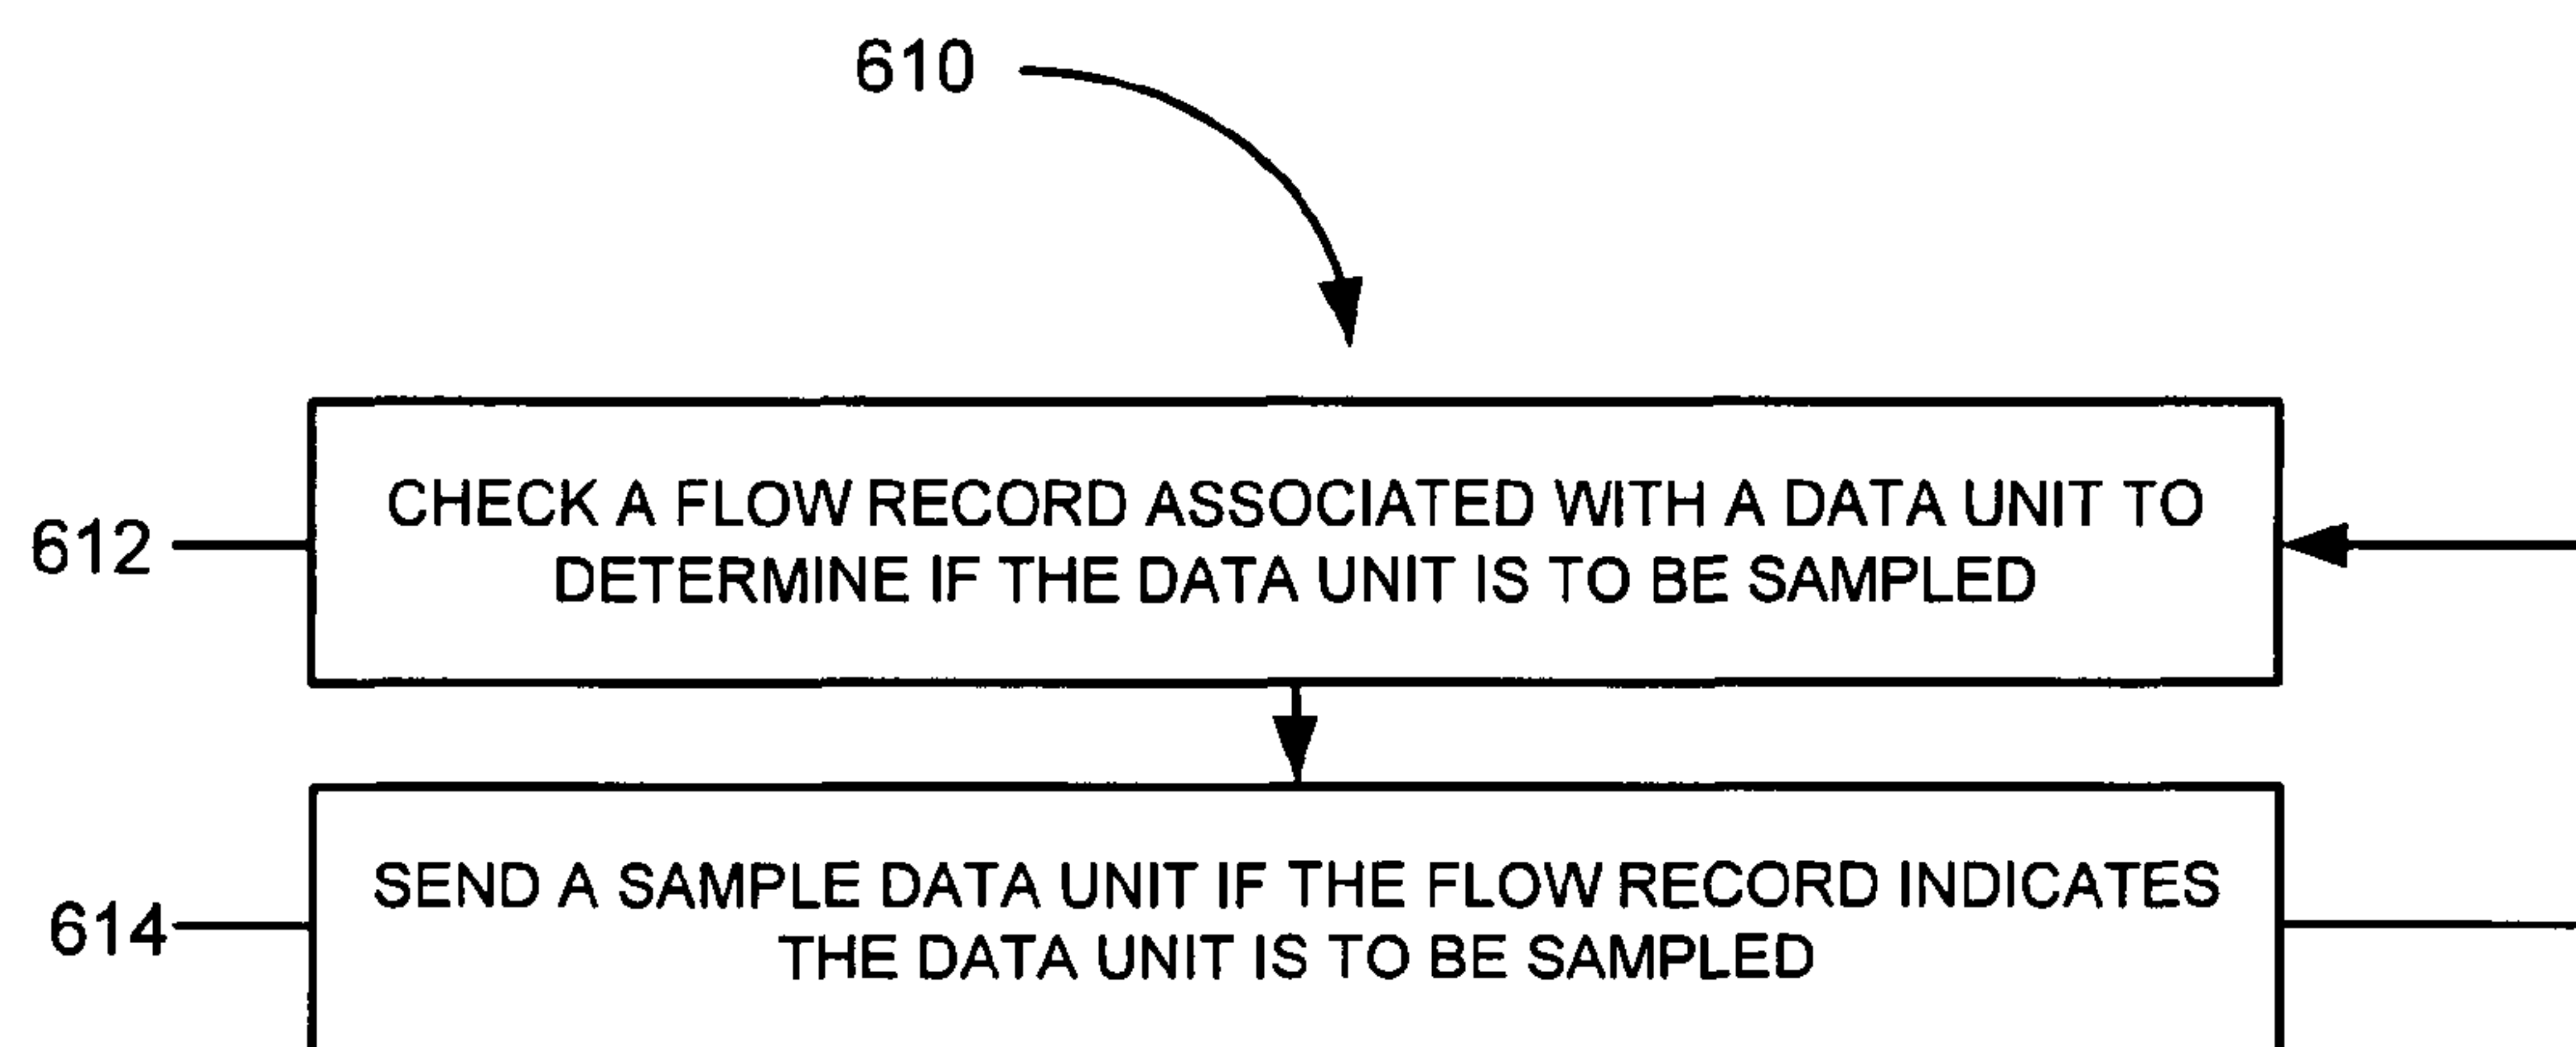 610
612
CHECK A FLOW RECORD ASSOCIATED WITH A DATA UNIT TO
DETERMINE IF THE DATA UNIT IS TO BE SAMPLED
614
SEND A SAMPLE DATA UNIT IF THE FLOW RECORD INDICATES
THE DATA UNIT IS TO BE SAMPLED